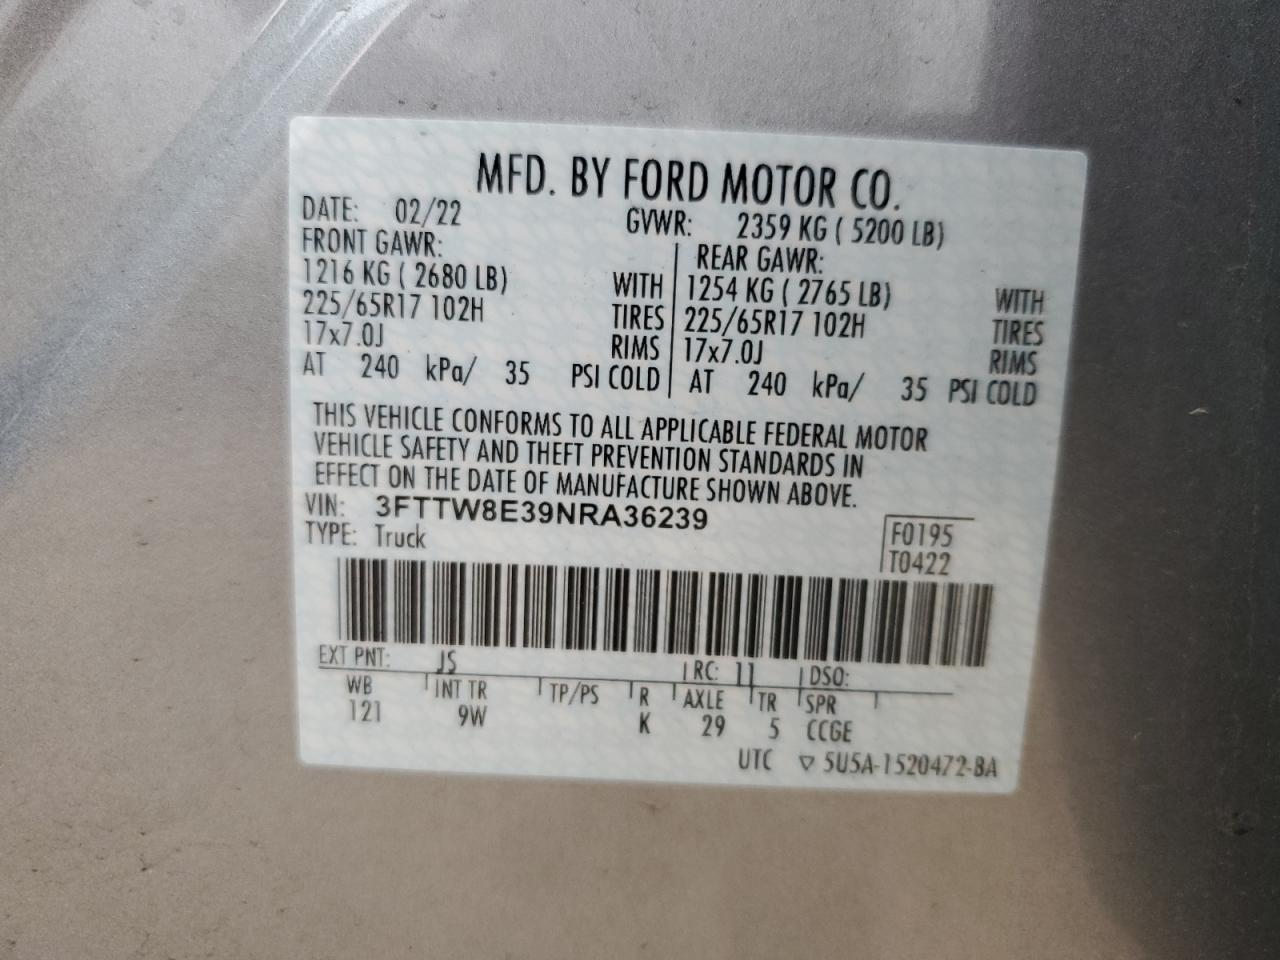 MFD. BY FORD MOTOR CO.
DATE: 02/22 GVWR: 2359 KG ( 5200 LB)
FRONT GAWR: REAR GAWR:
1216 KG ( 2680 LB) WITH 1254 KG ( 2765 LB) WITH
225/65R17 102H TIRES 225/65R17 102H TIRES
17x7.0J RIMS 17x7.0J RIMS
AT 240 kPa/ 35 PSI COLD AT 240 kPa/ 35 PSI COLD
THIS VEHICLE CONFORMS TO ALL APPLICABLE FEDERAL MOTOR
VEHICLE SAFETY AND THEFT PREVENTION STANDARDS IN
EFFECT ON THE DATE OF MANUFACTURE SHOWN ABOVE.
VIN: 3FTTW8E39NRA36239
TYPE: Truck
F0195
T0422
EXT PNT: JS RC: 11 DSO:
WB INT TR TP/PS R AXLE TR SPR
121 9W K 29 5 CCGE
UTC ▽ 5U5A-1520472-BA